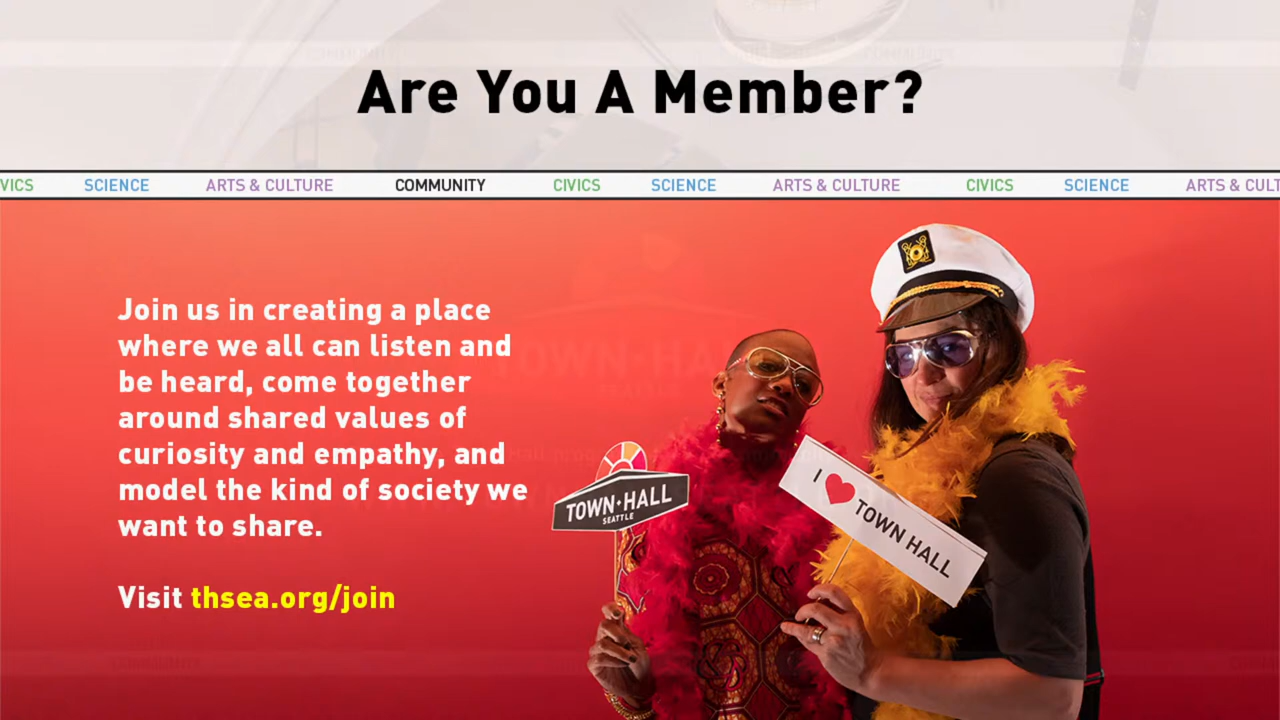 Are You A Member?
VICS SCIENCE ARTS & CULTURE COMMUNITY CIVICS SCIENCE ARTS & CULTURE CIVICS SCIENCE ARTS & CULT
Join us in creating a place
where we all can listen and
be heard, come together
around shared values of
curiosity and empathy, and
model the kind of society we
want to share.
Visit thsea.org/join
TOWN·HALL
SEATTLE
I ❤ TOWN HALL
TOWN HALL